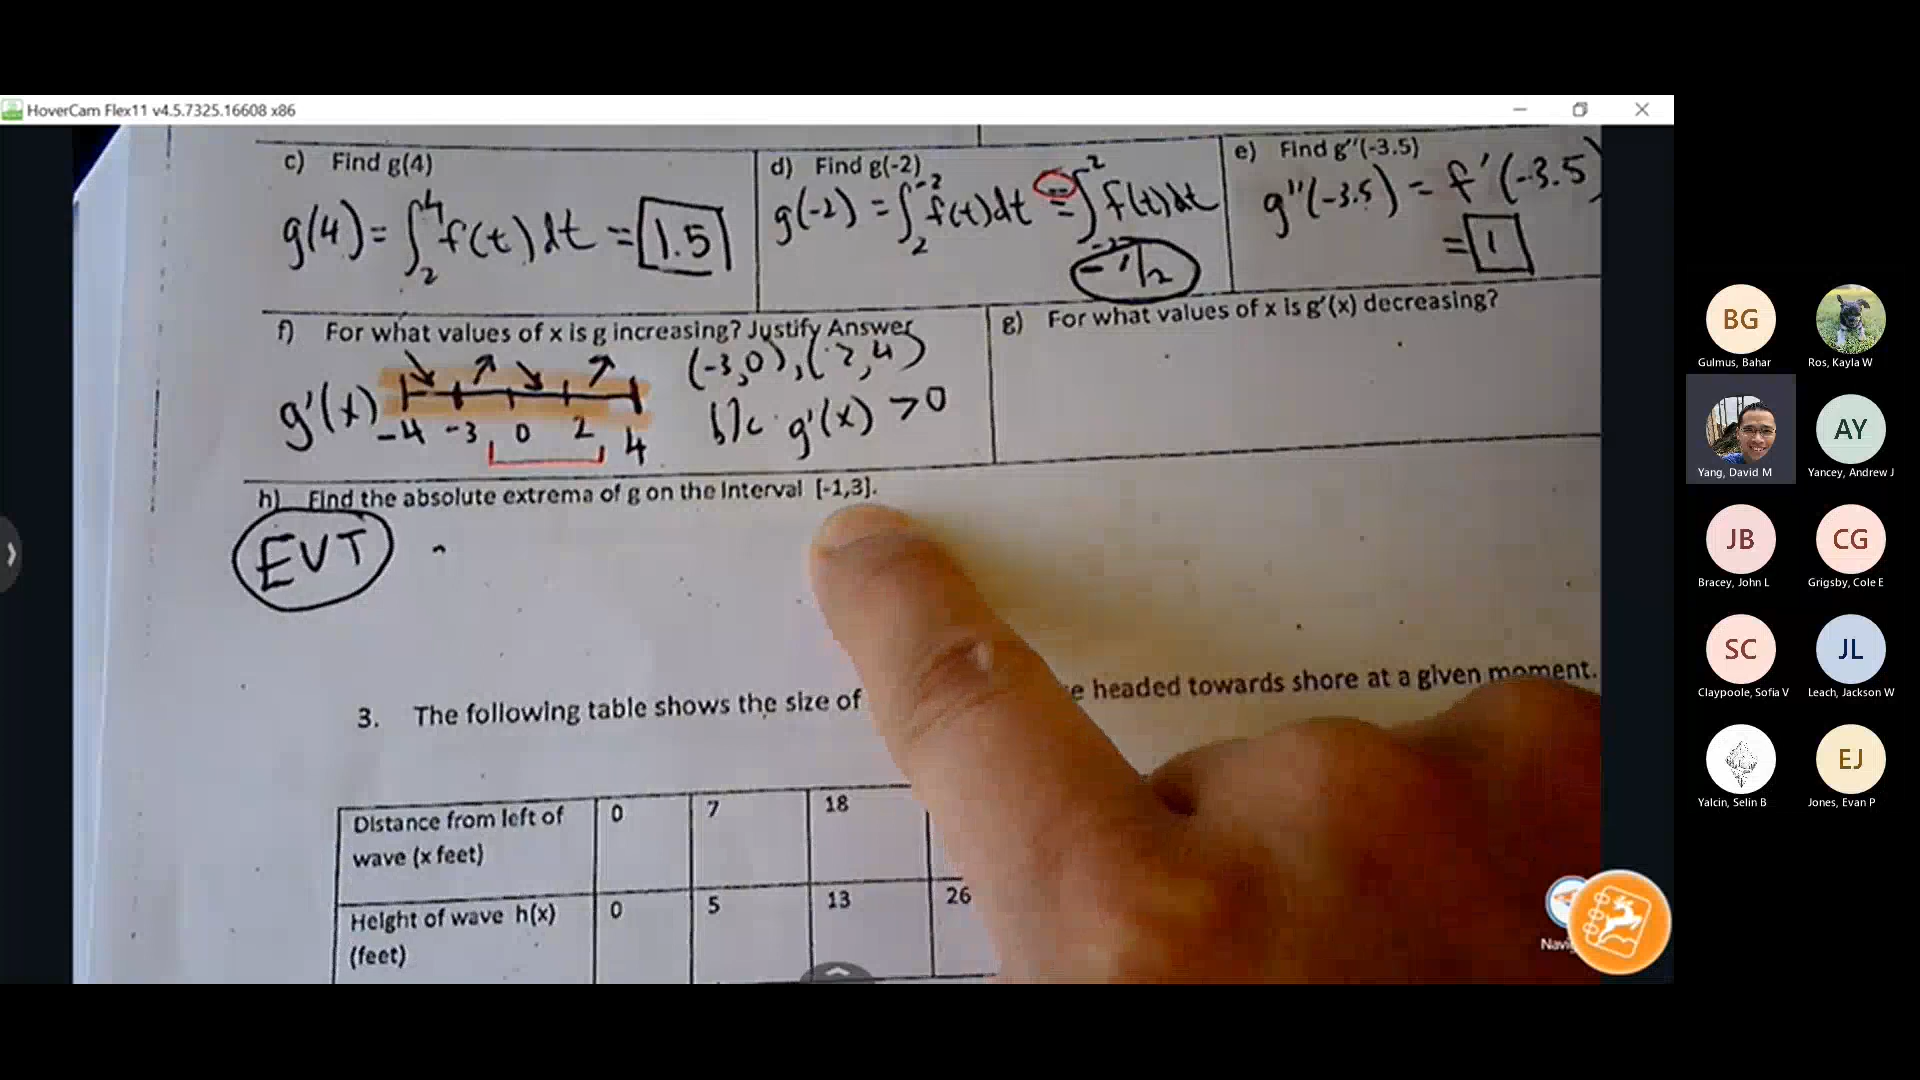 HoverCam Flex11 v4.5.7325.16608 x86
c) Find g(4)
g(4) = ∫₂⁴ f(t) dt = 1.5
d) Find g(-2)
g(-2) = ∫₂⁻² f(t)dt = -∫₋₂² f(t)dt
-1/2
e) Find g''(-3.5)
g''(-3.5) = f'(-3.5)
= 1
f) For what values of x is g increasing? Justify Answer
(-3,0), (2,4)
g'(x) -4 -3 0 2 4
b/c g'(x) > 0
g) For what values of x is g'(x) decreasing?
h) Find the absolute extrema of g on the interval [-1,3].
EVT
3. The following table shows the size of
e headed towards shore at a given moment.
Distance from left of wave (x feet) 0 7 18
Height of wave h(x) (feet) 0 5 13 26
BG
Gulmus, Bahar
Ros, Kayla W
Yang, David M
AY
Yancey, Andrew J
JB
Bracey, John L
CG
Grigsby, Cole E
SC
Claypoole, Sofia V
JL
Leach, Jackson W
Yalcin, Selin B
EJ
Jones, Evan P